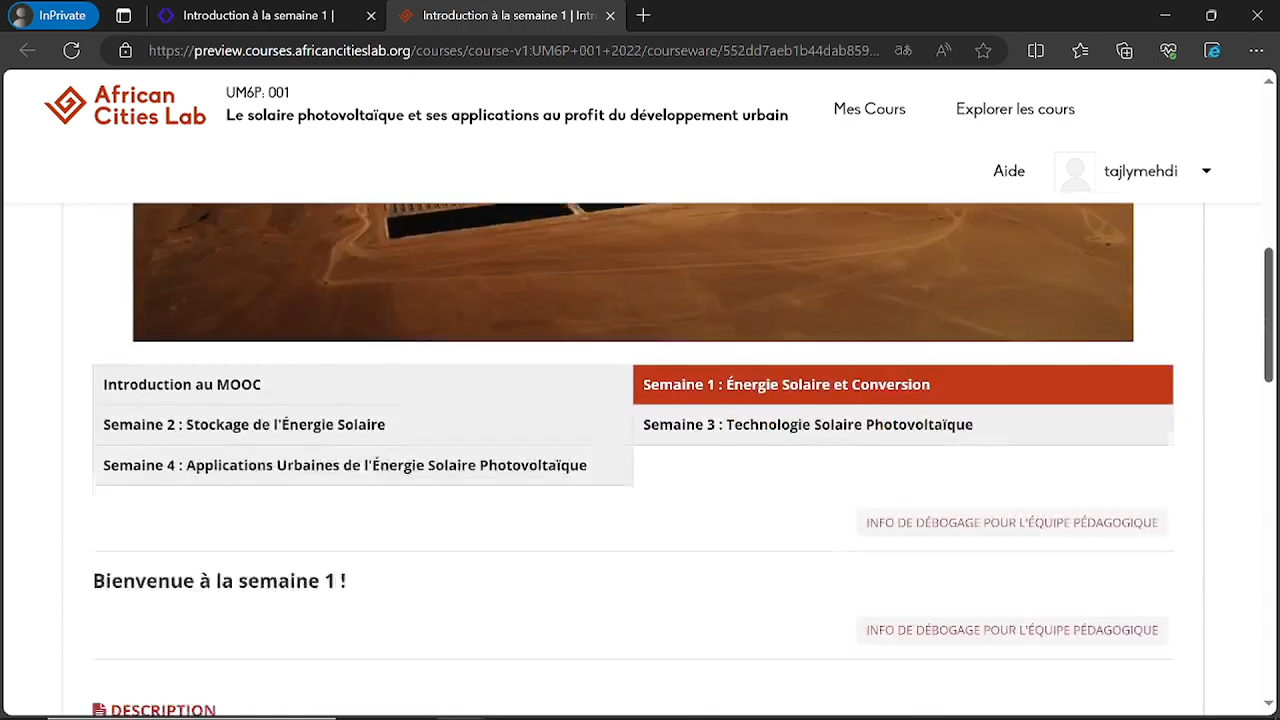 InPrivate
Introduction à la semaine 1 |
Introduction à la semaine 1 | Intr
https://preview.courses.africancitieslab.org/courses/course-v1:UM6P+001+2022/courseware/552dd7aeb1b44dab859...
African
Cities Lab
UM6P: 001
Le solaire photovoltaïque et ses applications au profit du développement urbain
Mes Cours
Explorer les cours
Aide
tajlymehdi
Introduction au MOOC
Semaine 1 : Énergie Solaire et Conversion
Semaine 2 : Stockage de l'Énergie Solaire
Semaine 3 : Technologie Solaire Photovoltaïque
Semaine 4 : Applications Urbaines de l'Énergie Solaire Photovoltaïque
INFO DE DÉBOGAGE POUR L'ÉQUIPE PÉDAGOGIQUE
Bienvenue à la semaine 1 !
INFO DE DÉBOGAGE POUR L'ÉQUIPE PÉDAGOGIQUE
DESCRIPTION